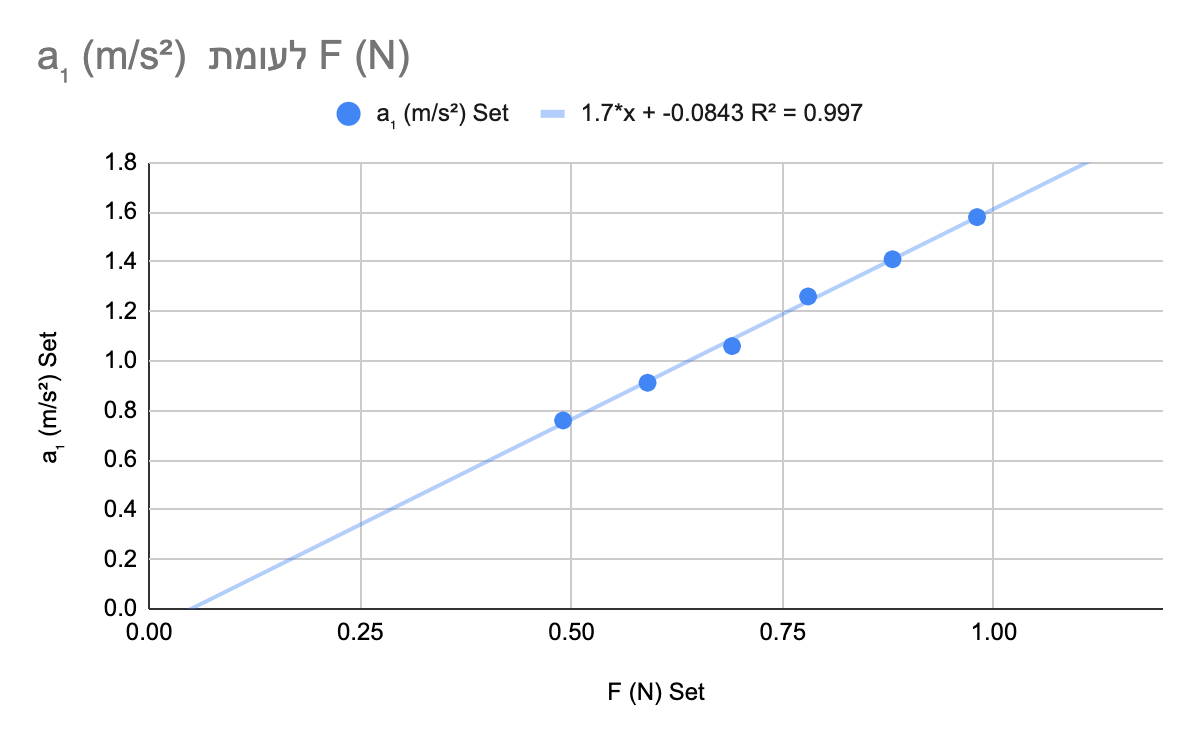 a₁ (m/s²) לעומת F (N)
a₁ (m/s²) Set 1.7*x + -0.0843 R² = 0.997
1.8
1.6
1.4
1.2
1.0
0.8
0.6
0.4
0.2
0.0
a₁ (m/s²) Set
0.00 0.25 0.50 0.75 1.00
F (N) Set